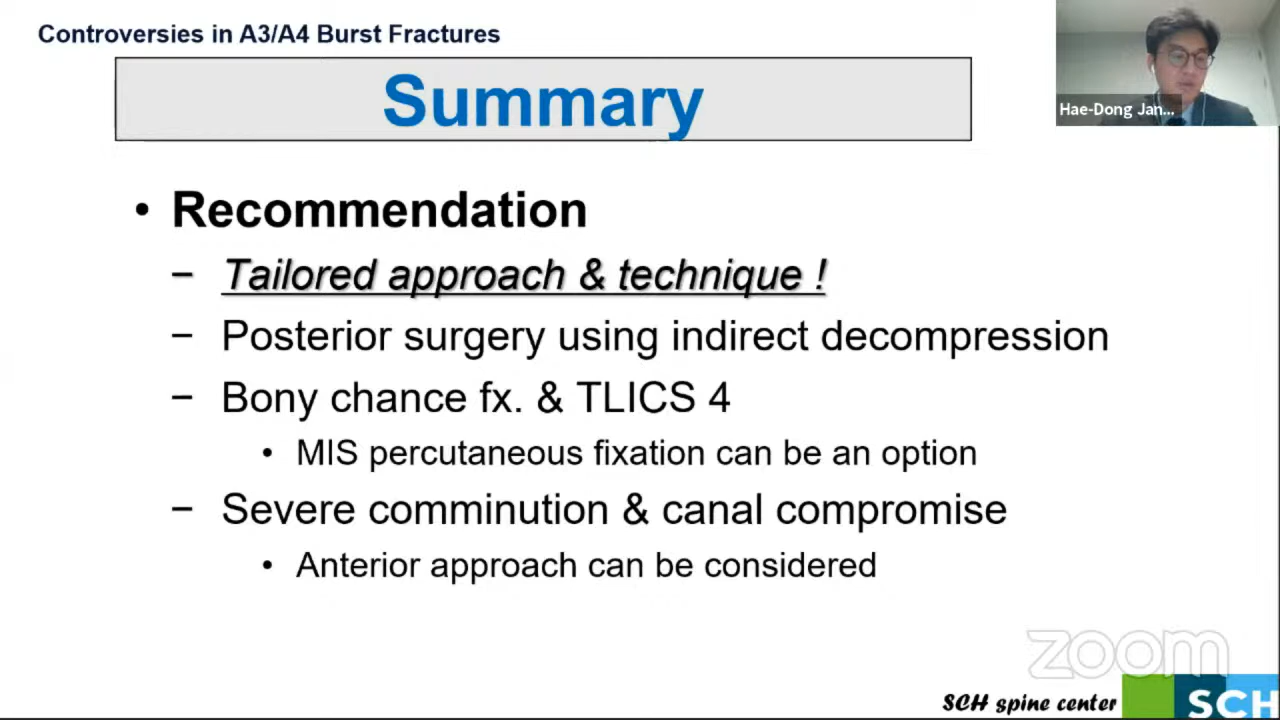 Controversies in A3/A4 Burst Fractures
Summary
Hae-Dong Jan...
• Recommendation
− Tailored approach & technique !
− Posterior surgery using indirect decompression
− Bony chance fx. & TLICS 4
• MIS percutaneous fixation can be an option
− Severe comminution & canal compromise
• Anterior approach can be considered
zoom
SCH spine center
SCH